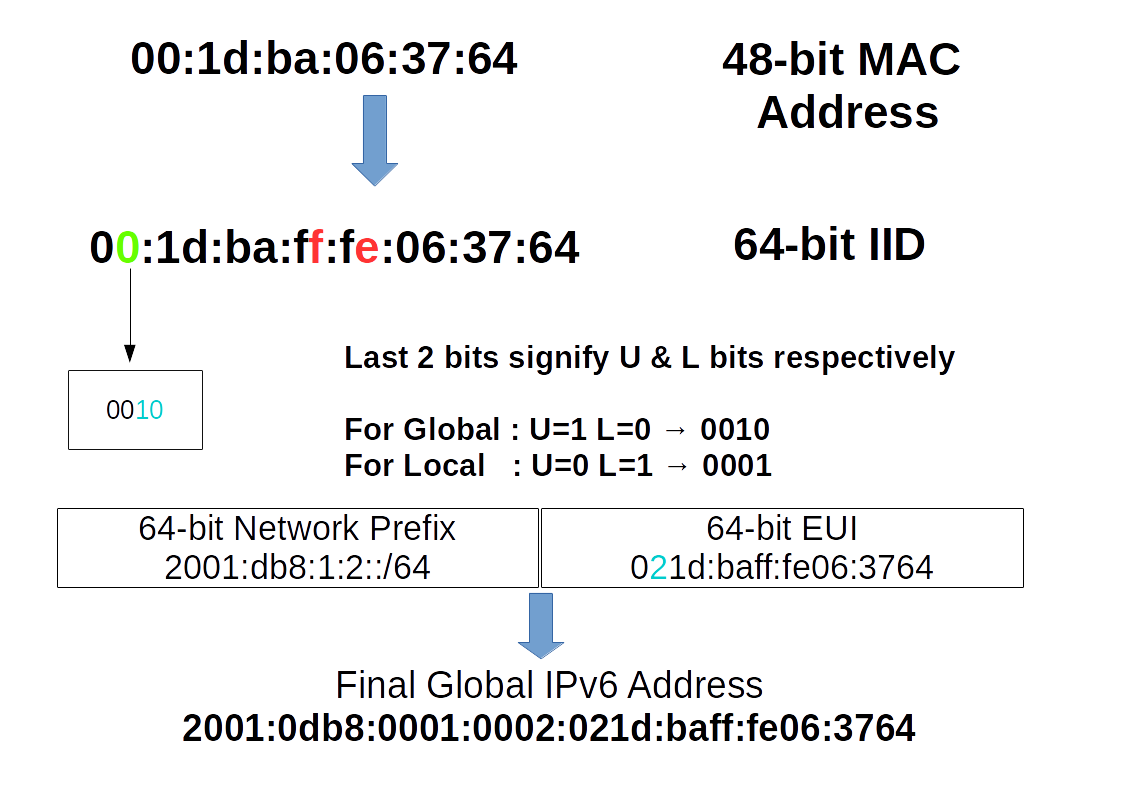 00:1d:ba:06:37:64
48-bit MAC
Address
00:1d:ba:ff:fe:06:37:64
64-bit IID
0010
Last 2 bits signify U & L bits respectively
For Global : U=1 L=0 → 0010
For Local : U=0 L=1 → 0001
64-bit Network Prefix
2001:db8:1:2::/64
64-bit EUI
021d:baff:fe06:3764
Final Global IPv6 Address
2001:0db8:0001:0002:021d:baff:fe06:3764